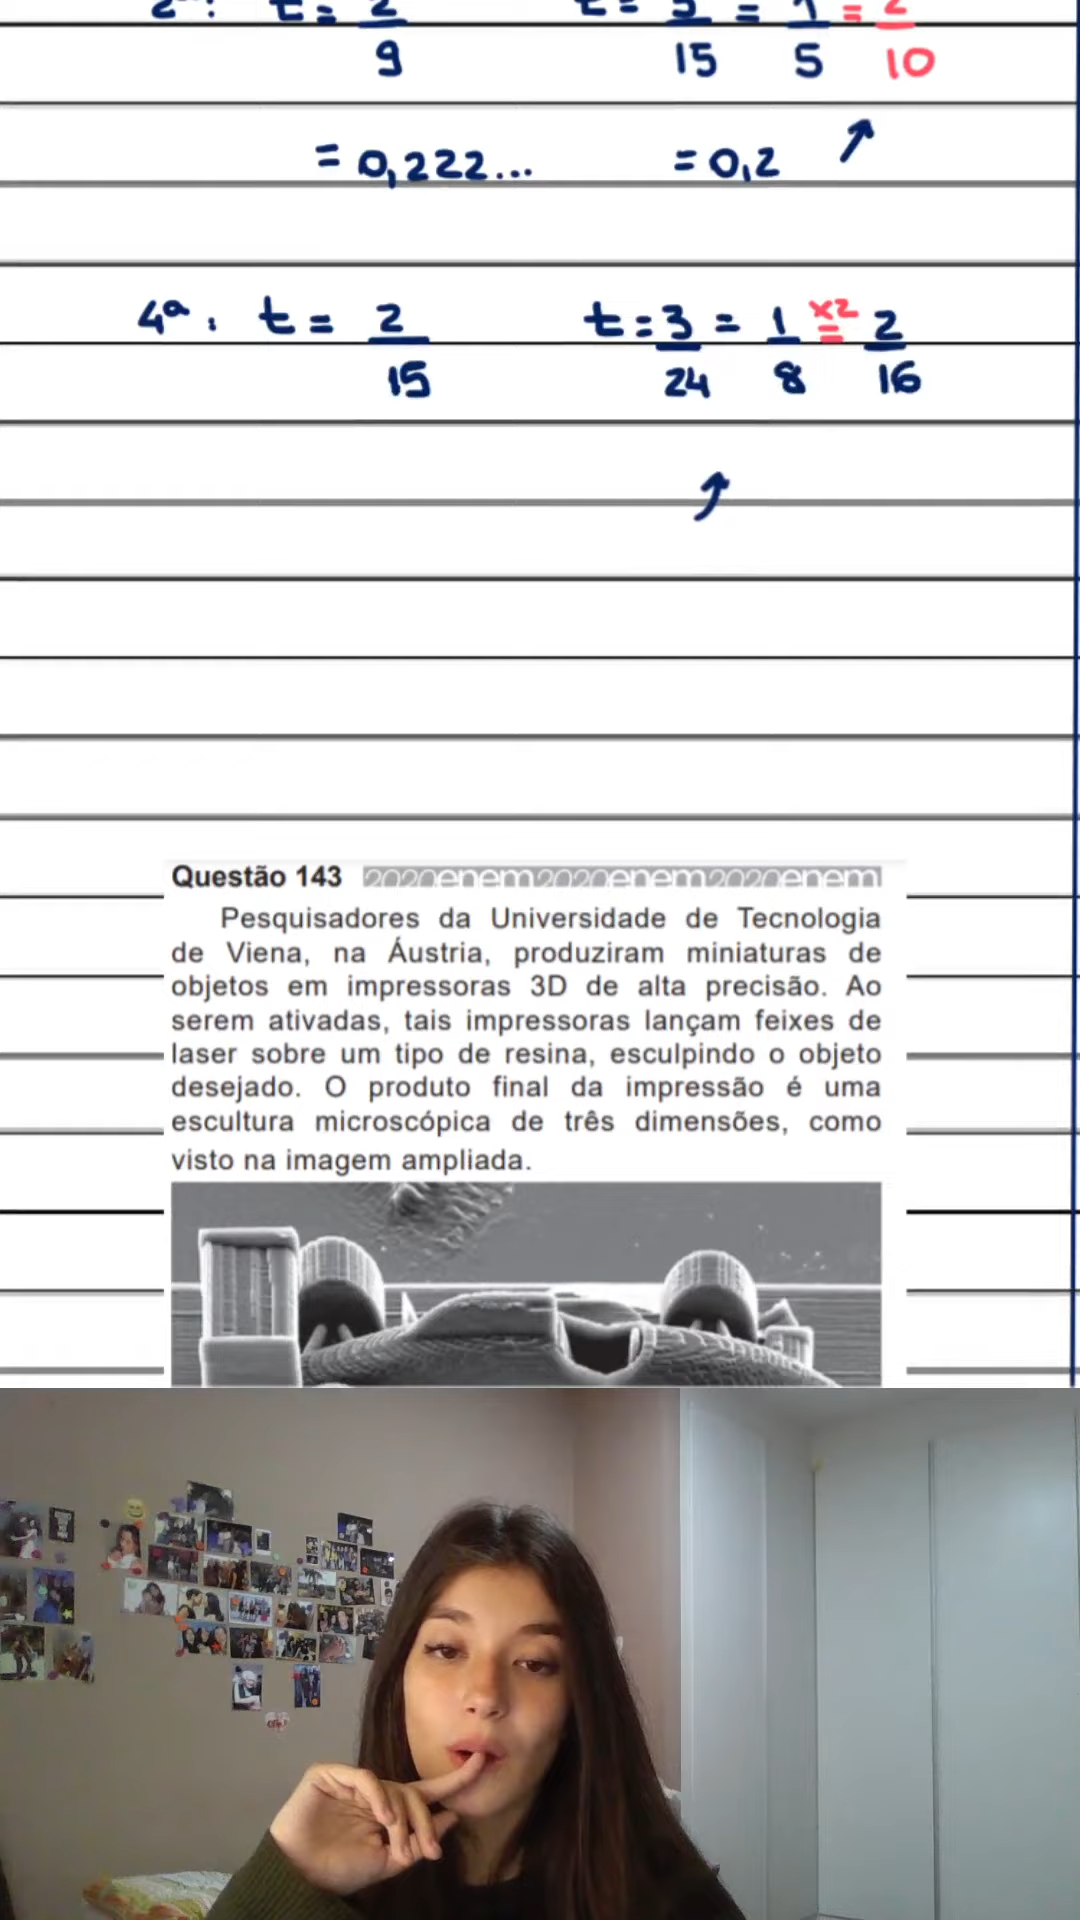 2ª: t = 2/9 t = 3/15 = 1/5 = 2/10
= 0,222... = 0,2
4ª: t = 2/15 t = 3/24 = 1/8 x2= 2/16
Questão 143 2020enem2020enem2020enem
Pesquisadores da Universidade de Tecnologia
de Viena, na Áustria, produziram miniaturas de
objetos em impressoras 3D de alta precisão. Ao
serem ativadas, tais impressoras lançam feixes de
laser sobre um tipo de resina, esculpindo o objeto
desejado. O produto final da impressão é uma
escultura microscópica de três dimensões, como
visto na imagem ampliada.